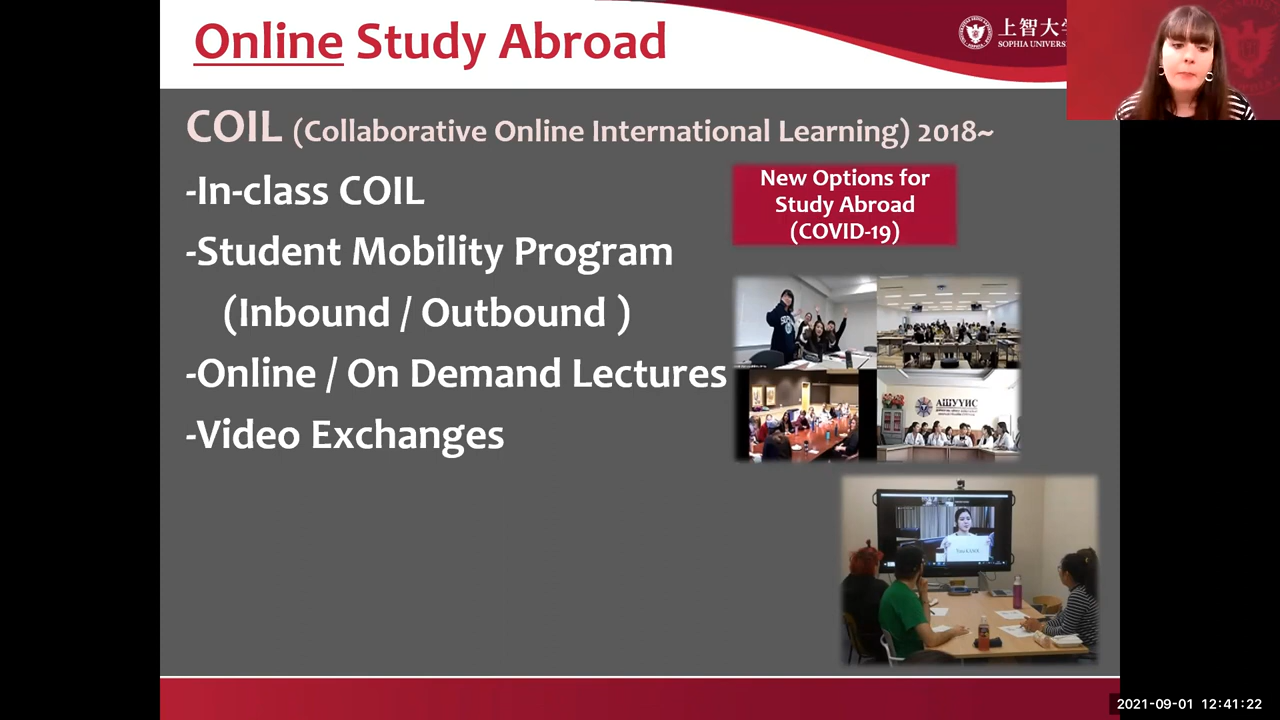 Online Study Abroad
上智大学
SOPHIA UNIVERS
COIL (Collaborative Online International Learning) 2018~
-In-class COIL
-Student Mobility Program
(Inbound / Outbound )
-Online / On Demand Lectures
-Video Exchanges
New Options for
Study Abroad
(COVID-19)
АШУҮИС
2021-09-01 12:41:22